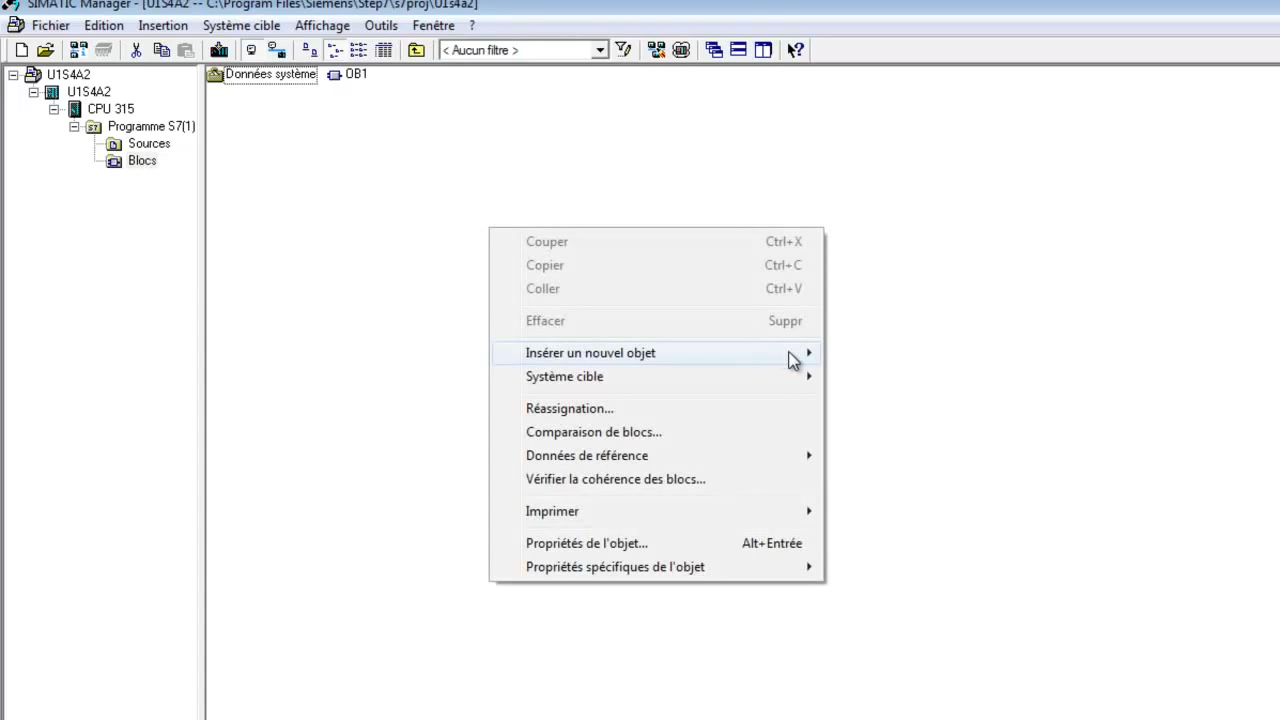 SIMATIC Manager - [U1S4A2 -- C:\Program Files\Siemens\Step7\s7proj\U1s4a2]
Fichier Edition Insertion Système cible Affichage Outils Fenêtre ?
< Aucun filtre >
U1S4A2
U1S4A2
CPU 315
Programme S7(1)
Sources
Blocs
Données système OB1
Couper Ctrl+X
Copier Ctrl+C
Coller Ctrl+V
Effacer Suppr
Insérer un nouvel objet
Système cible
Réassignation...
Comparaison de blocs...
Données de référence
Vérifier la cohérence des blocs...
Imprimer
Propriétés de l'objet... Alt+Entrée
Propriétés spécifiques de l'objet